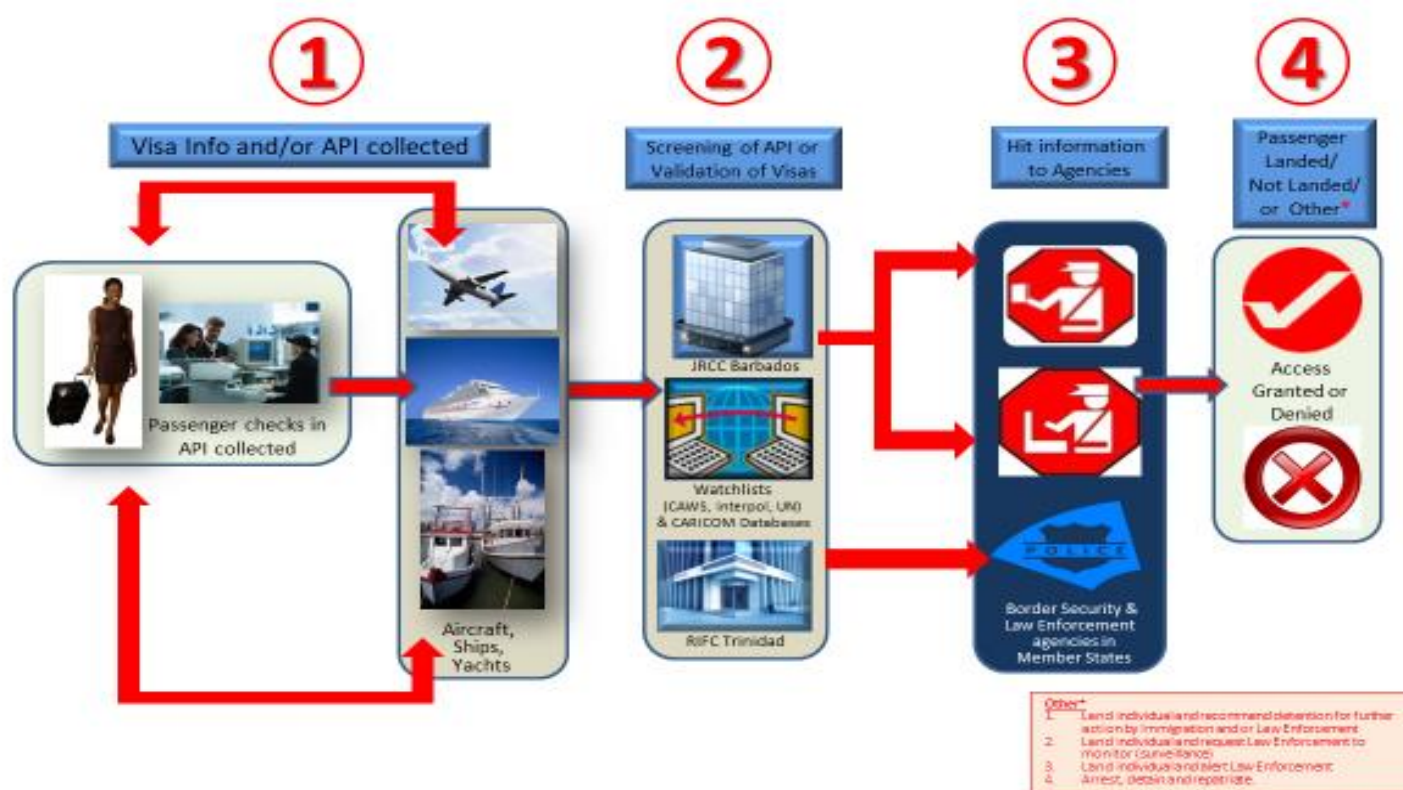 1
2
3
4
Visa Info and/or API collected
Screening of API or
Validation of Visas
Hit information
to Agencies
Passenger
Landed/
Not Landed/
or Other*
Passenger checks in
API collected
Aircraft,
Ships,
Yachts
JRCC Barbados
Watchlists
(CAWS, Interpol, UN)
& CARICOM Databases
RIFC Trinidad
POLICE
Border Security &
Law Enforcement
agencies in
Member States
Access
Granted or
Denied
Other*
1. Land individual and recommend detention for further
action by Immigration and or Law Enforcement
2. Land individual and request Law Enforcement to
monitor (surveillance)
3. Land individual and alert Law Enforcement
4. Arrest, detain and repatriate